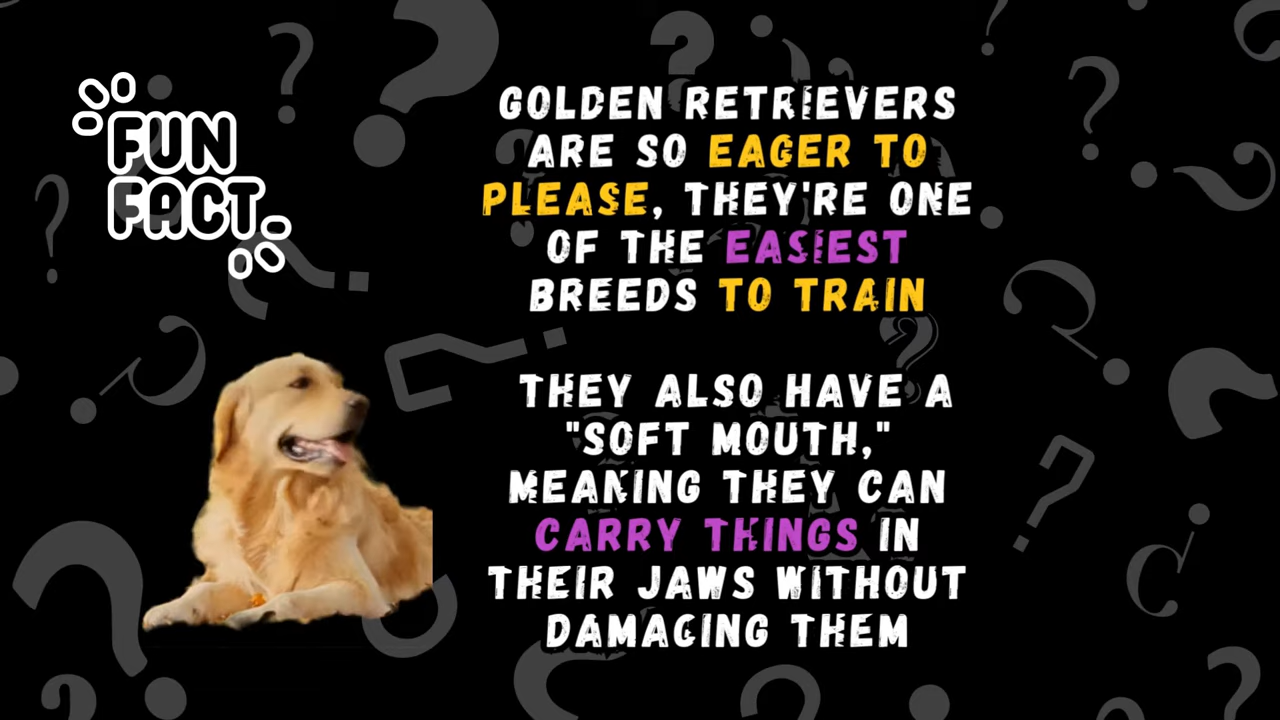 FUN
FACT
GOLDEN RETRIEVERS
ARE SO EAGER TO
PLEASE, THEY'RE ONE
OF THE EASIEST
BREEDS TO TRAIN
THEY ALSO HAVE A
"SOFT MOUTH,"
MEANING THEY CAN
CARRY THINGS IN
THEIR JAWS WITHOUT
DAMAGING THEM